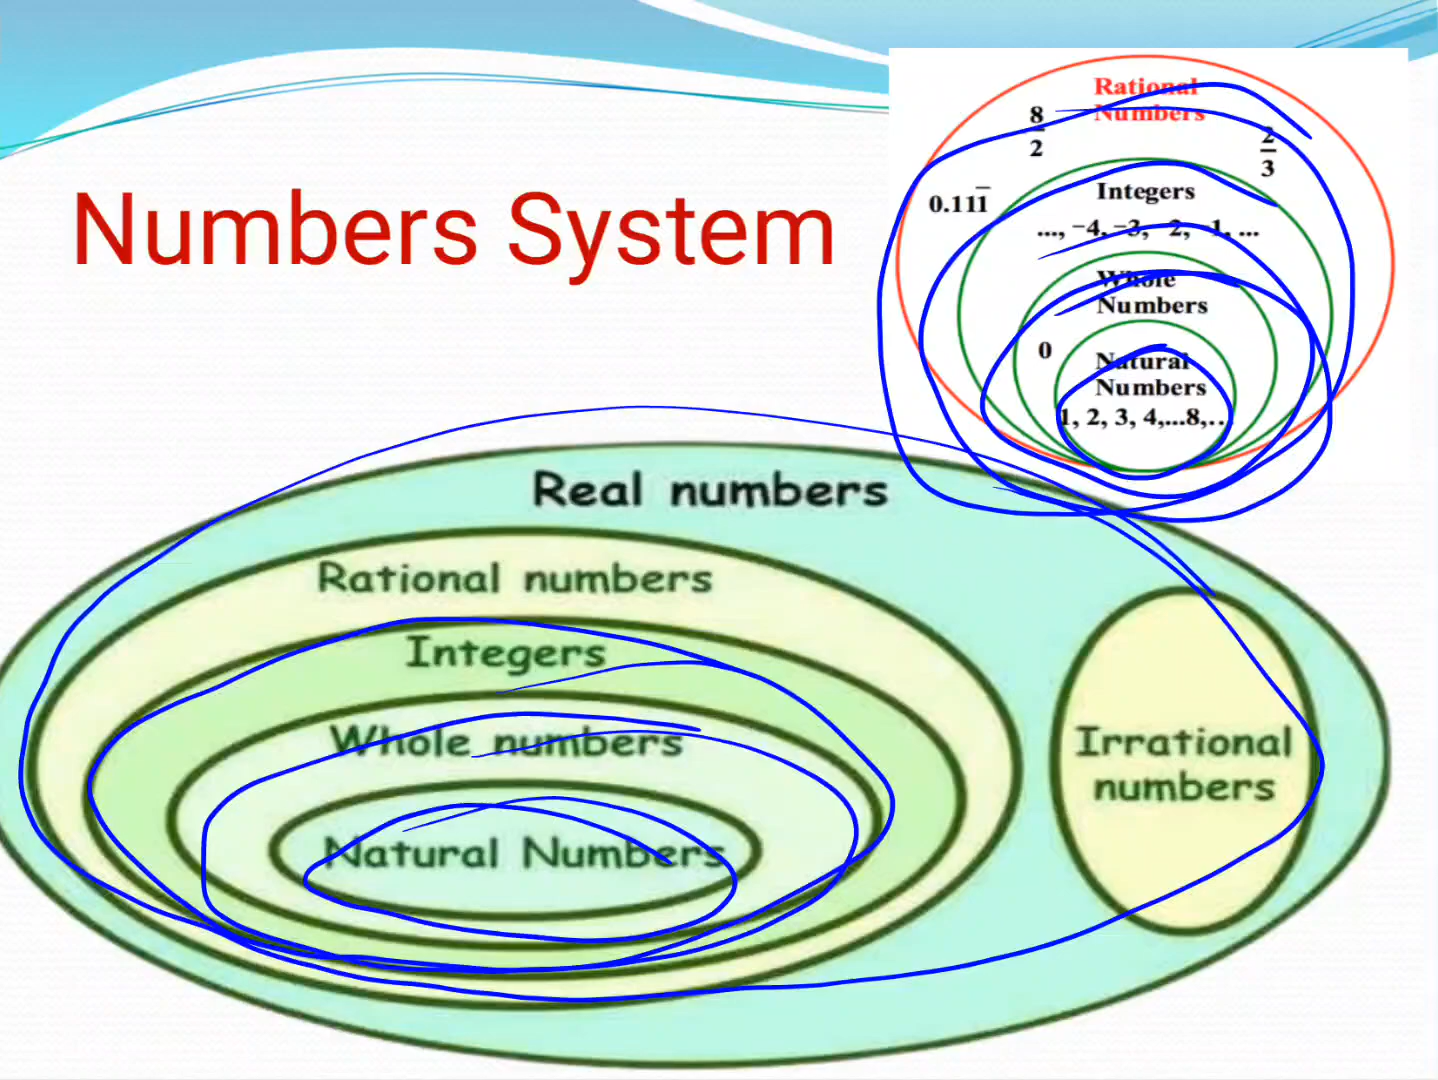 Numbers System
Rational
Numbers
8
2
2
3
0.111̅
Integers
..., −4, −3, −2, −1, ...
Whole
Numbers
0
Natural
Numbers
1, 2, 3, 4,...8,...
Real numbers
Rational numbers
Integers
Whole numbers
Natural Numbers
Irrational
numbers